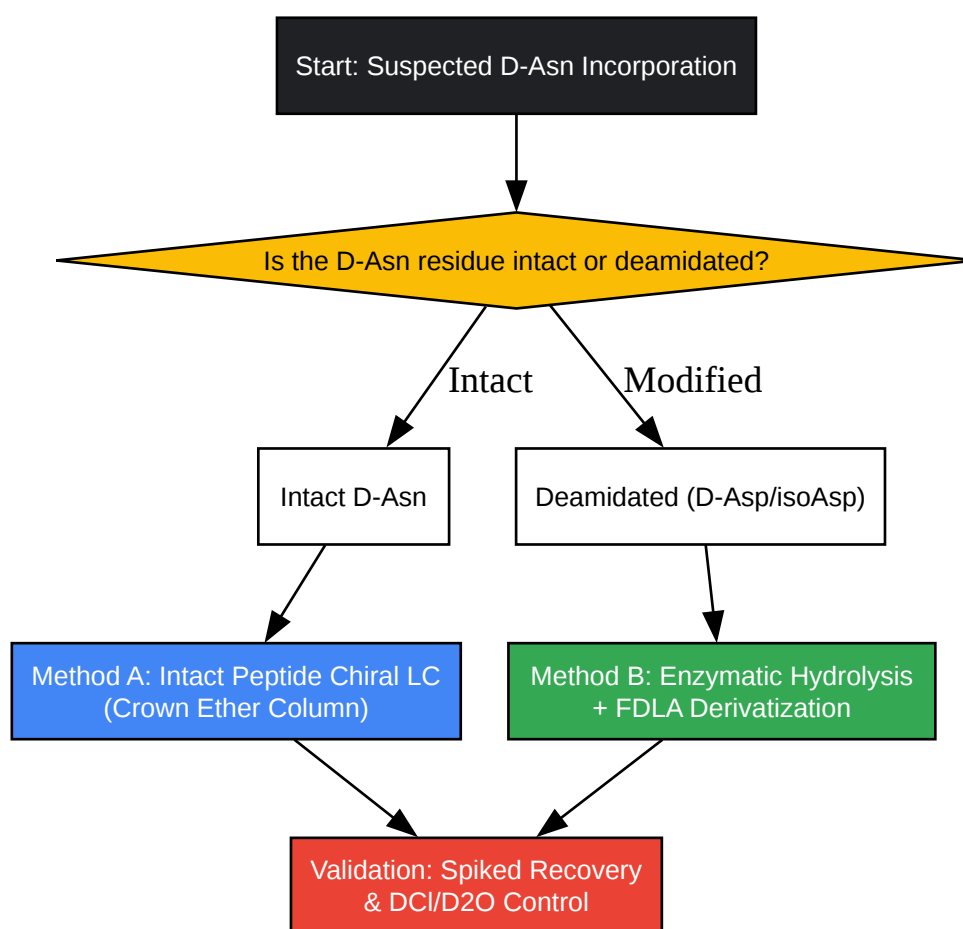 Start: Suspected D-Asn Incorporation
Is the D-Asn residue intact or deamidated?
Intact
Modified
Intact D-Asn
Deamidated (D-Asp/isoAsp)
Method A: Intact Peptide Chiral LC
(Crown Ether Column)
Method B: Enzymatic Hydrolysis
+ FDLA Derivatization
Validation: Spiked Recovery
& DCl/D2O Control